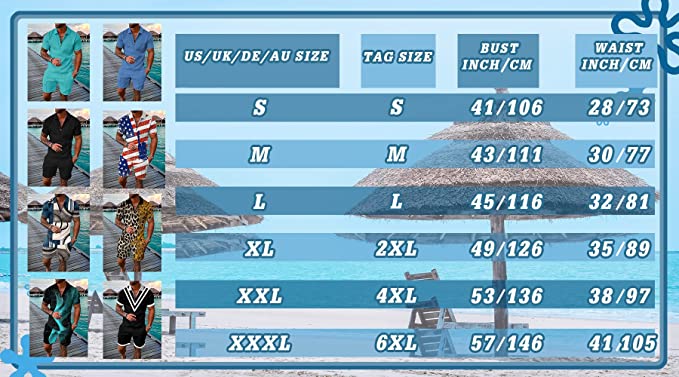 US/UK/DE/AU SIZE TAG SIZE BUST INCH/CM WAIST INCH/CM
S S 41/106 28/73
M M 43/111 30/77
L L 45/116 32/81
XL 2XL 49/126 35/89
XXL 4XL 53/136 38/97
XXXL 6XL 57/146 41 105